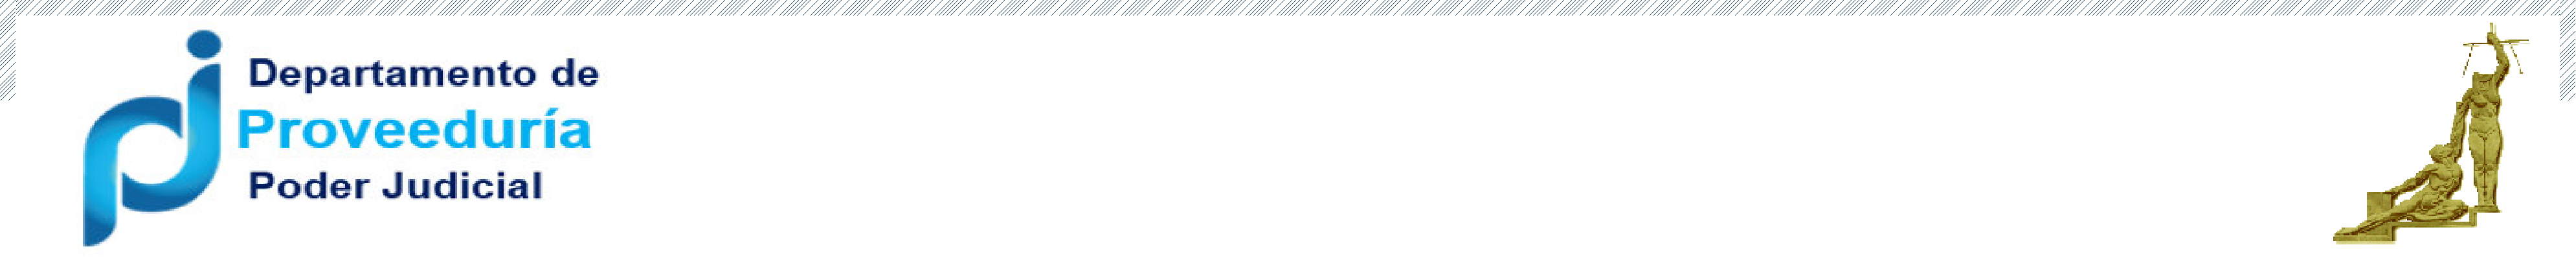 Departamento de
Proveeduría
Poder Judicial